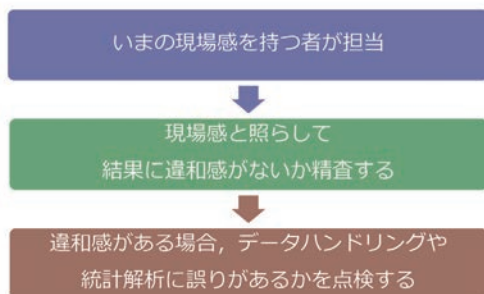 いまの現場感を持つ者が担当
現場感と照らして
結果に違和感がないか精査する
違和感がある場合，データハンドリングや
統計解析に誤りがあるかを点検する